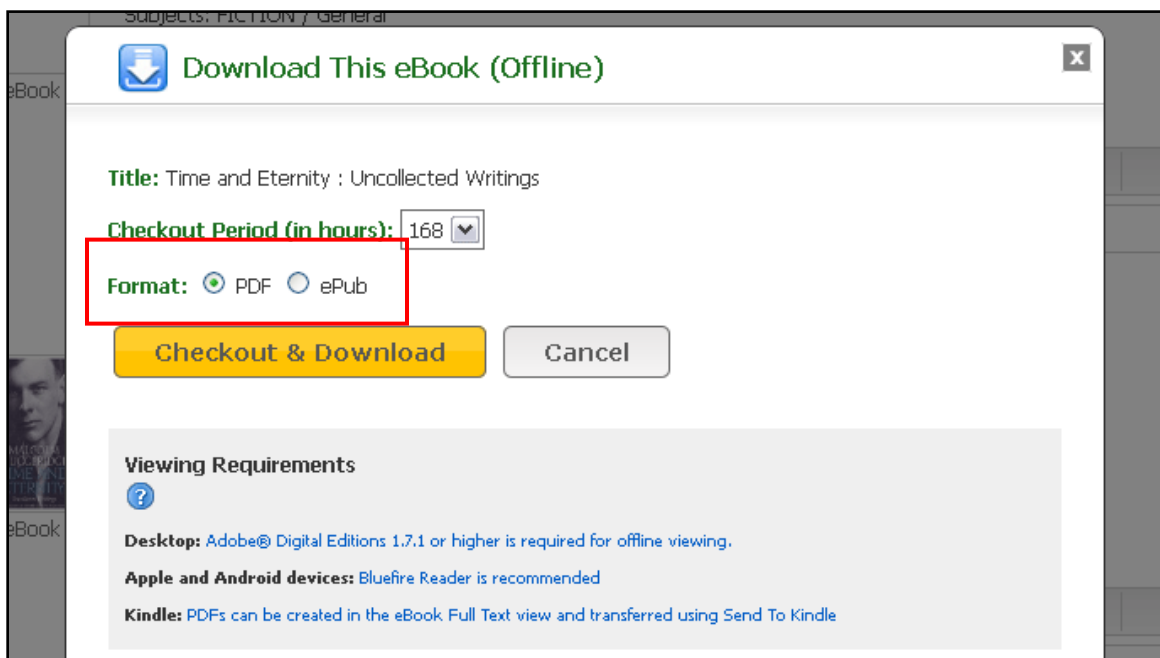 Subjects: FICTION / General
Download This eBook (Offline)
x
eBook
Title: Time and Eternity : Uncollected Writings
Checkout Period (in hours): 168
Format: PDF ePub
Checkout & Download Cancel
Viewing Requirements
?
eBook
Desktop: Adobe® Digital Editions 1.7.1 or higher is required for offline viewing.
Apple and Android devices: Bluefire Reader is recommended
Kindle: PDFs can be created in the eBook Full Text view and transferred using Send To Kindle